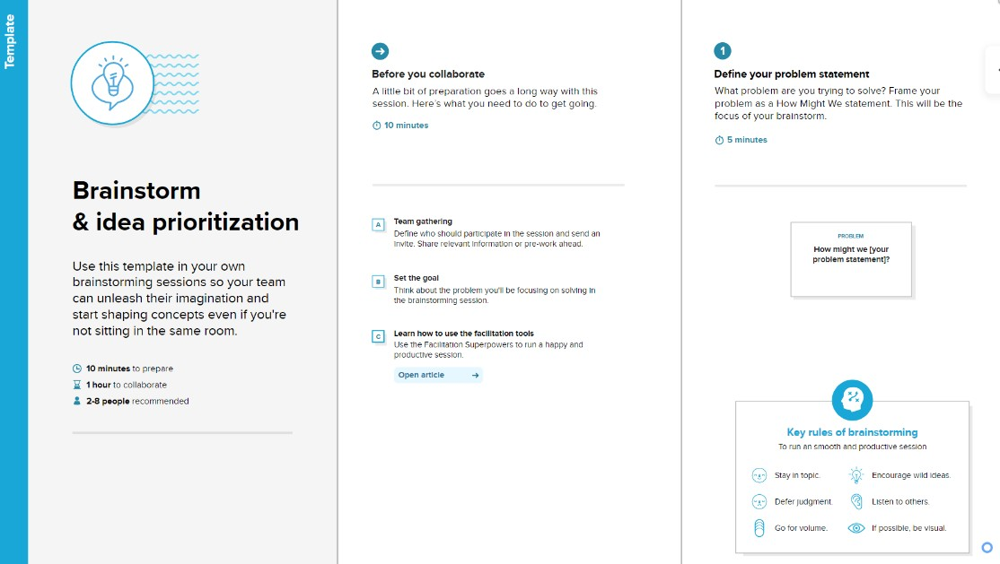 Template
Brainstorm
& idea prioritization
Use this template in your own
brainstorming sessions so your team
can unleash their imagination and
start shaping concepts even if you're
not sitting in the same room.
10 minutes to prepare
1 hour to collaborate
2-8 people recommended
Before you collaborate
A little bit of preparation goes a long way with this
session. Here's what you need to do to get going.
10 minutes
A
Team gathering
Define who should participate in the session and send an
invite. Share relevant information or pre-work ahead.
B
Set the goal
Think about the problem you'll be focusing on solving in
the brainstorming session.
C
Learn how to use the facilitation tools
Use the Facilitation Superpowers to run a happy and
productive session.
Open article
1
Define your problem statement
What problem are you trying to solve? Frame your
problem as a How Might We statement. This will be the
focus of your brainstorm.
5 minutes
PROBLEM
How might we [your
problem statement]?
Key rules of brainstorming
To run an smooth and productive session
Stay in topic.
Encourage wild ideas.
Defer judgment.
Listen to others.
Go for volume.
If possible, be visual.